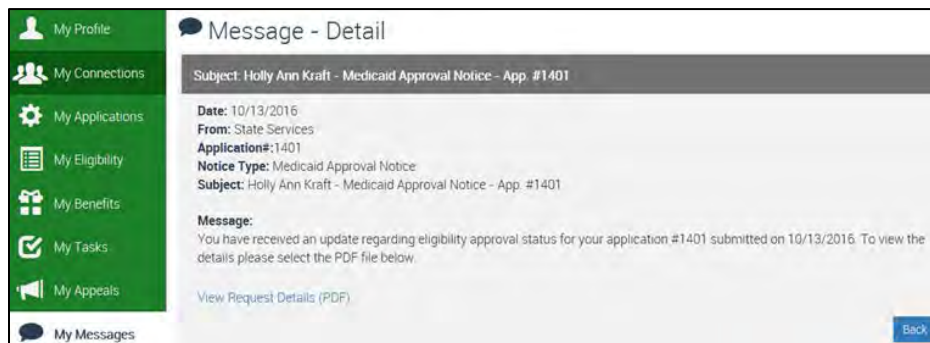 My Profile
My Connections
My Applications
My Eligibility
My Benefits
My Tasks
My Appeals
My Messages
Message - Detail
Subject: Holly Ann Kraft - Medicaid Approval Notice - App. #1401
Date: 10/13/2016
From: State Services
Application#:1401
Notice Type: Medicaid Approval Notice
Subject: Holly Ann Kraft - Medicaid Approval Notice - App. #1401
Message:
You have received an update regarding eligibility approval status for your application #1401 submitted on 10/13/2016. To view the
details please select the PDF file below.
View Request Details (PDF)
Back